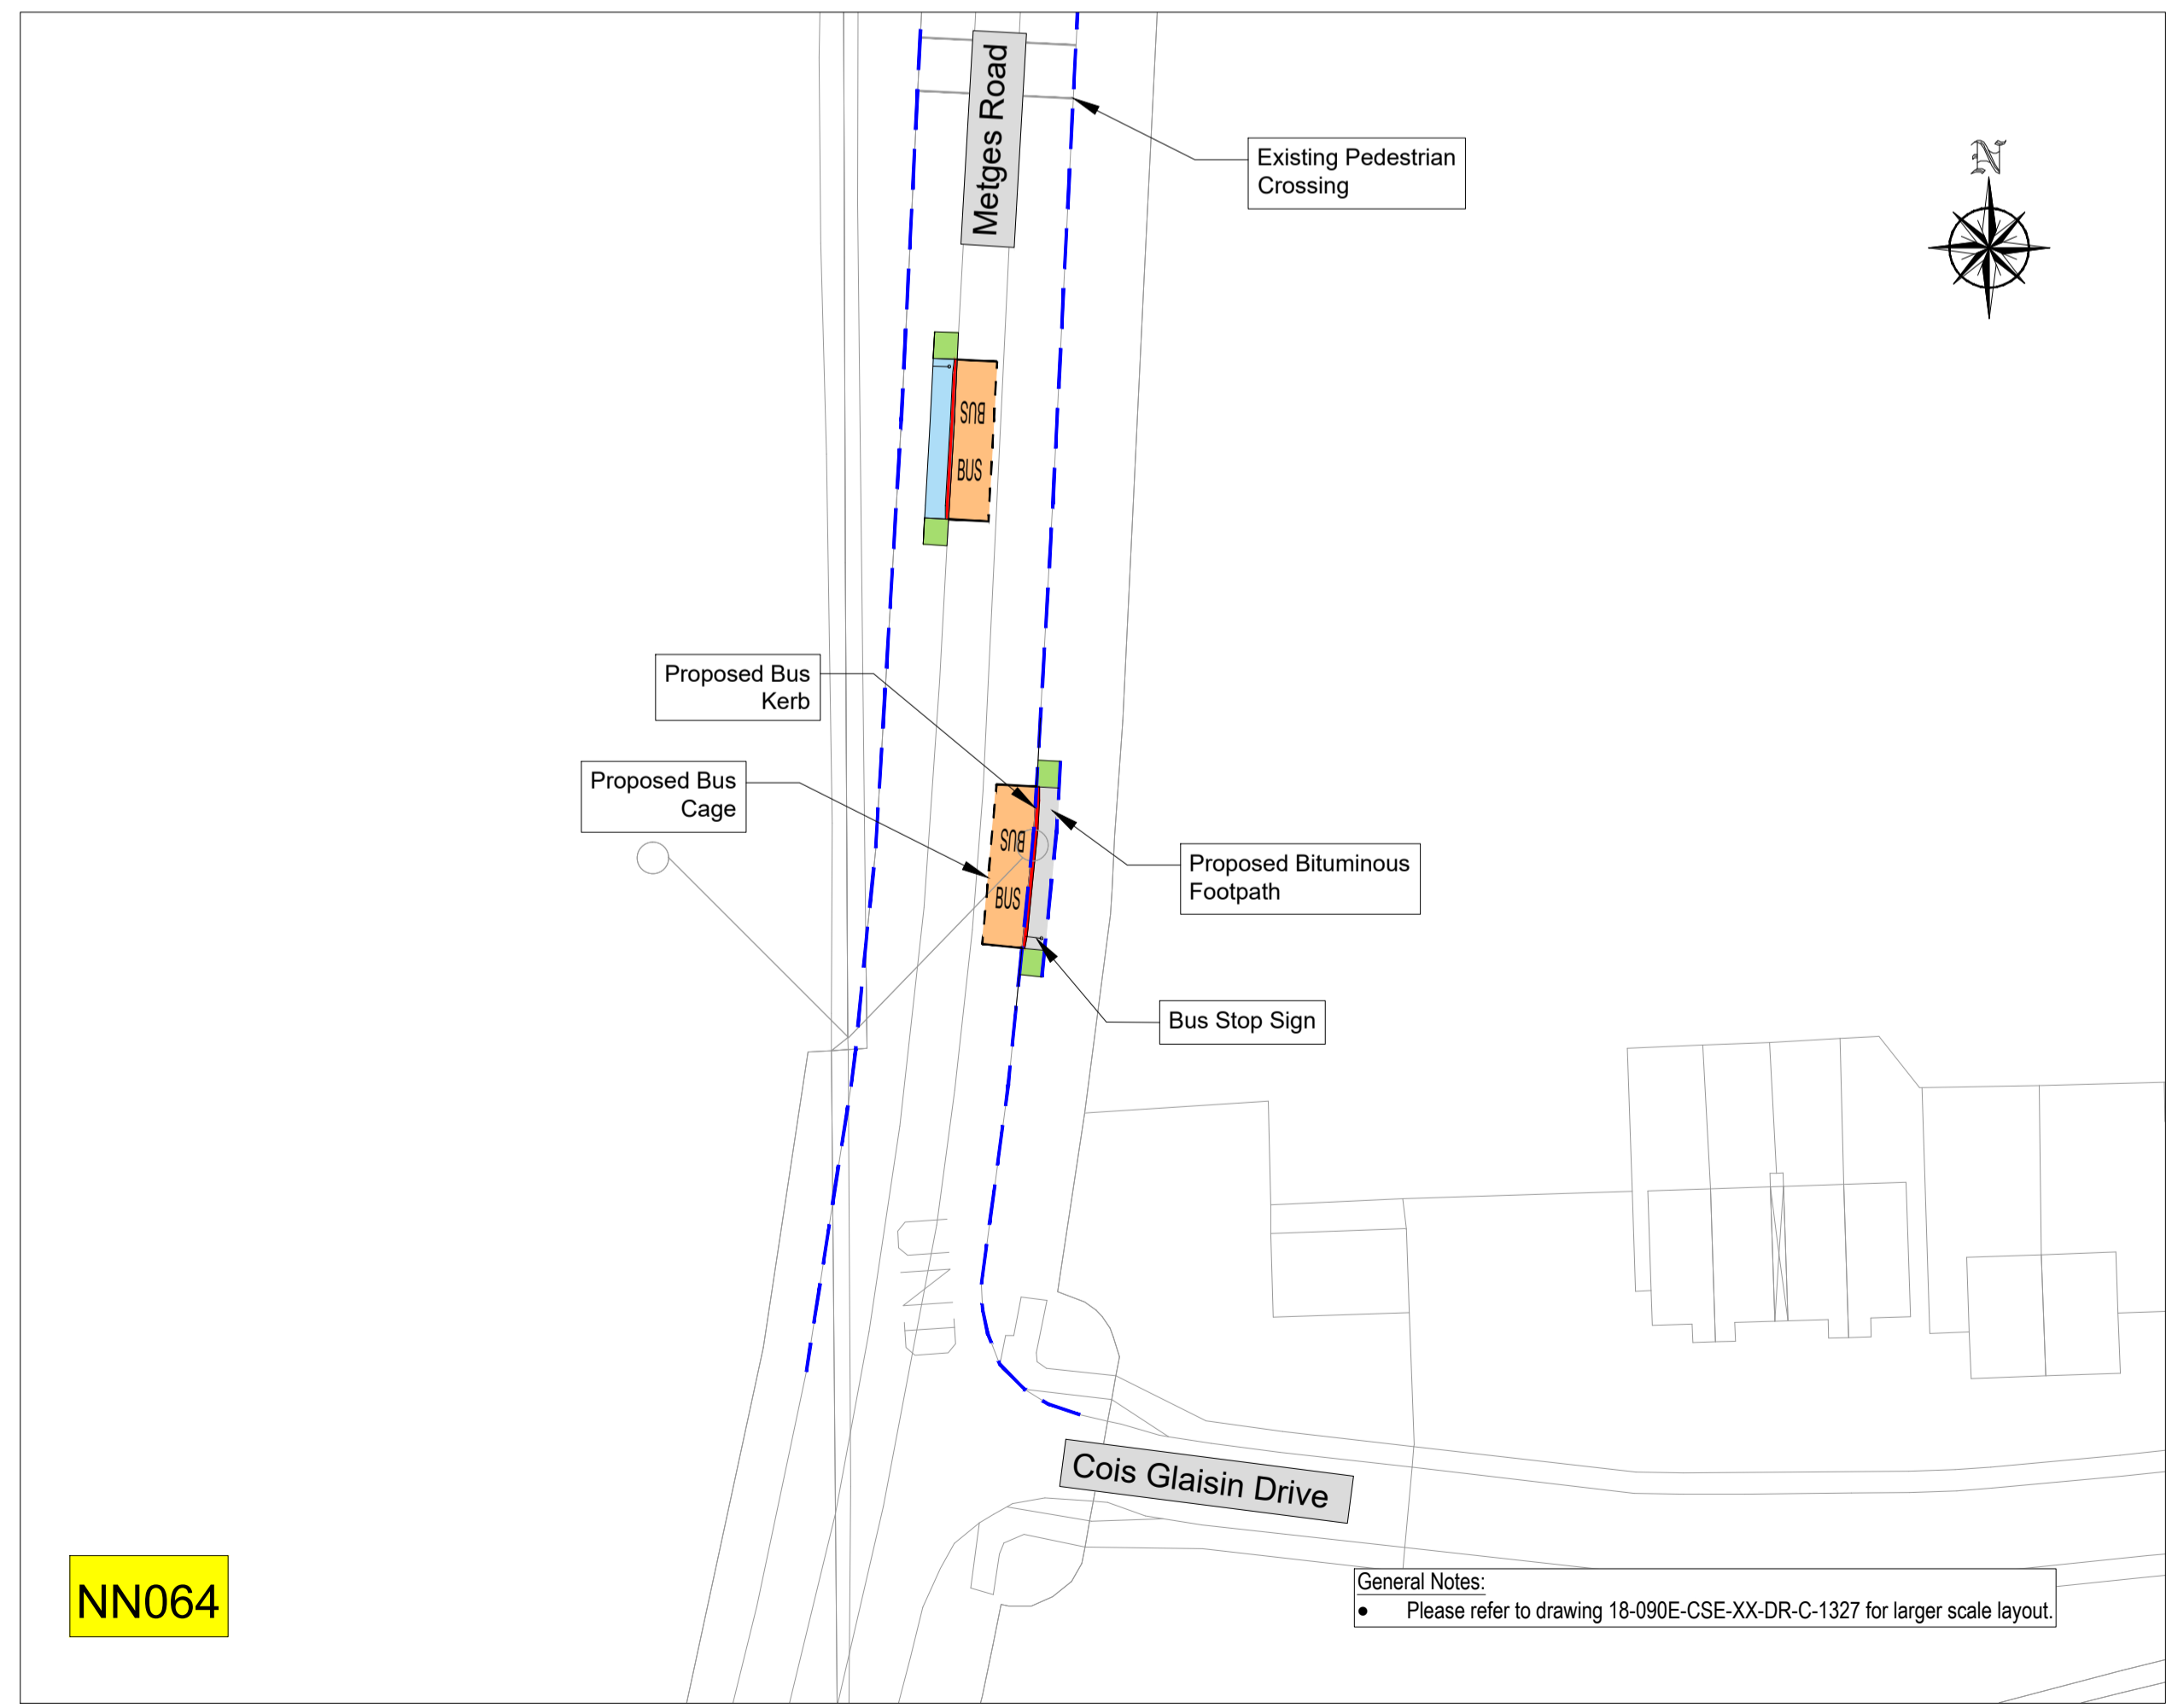 Metges Road
Existing Pedestrian
Crossing
N
BUS
BUS
Proposed Bus
Kerb
Proposed Bus
Cage
BUS
BUS
Proposed Bituminous
Footpath
Bus Stop Sign
Cois Glaisin Drive
NN064
General Notes:
• Please refer to drawing 18-090E-CSE-XX-DR-C-1327 for larger scale layout.